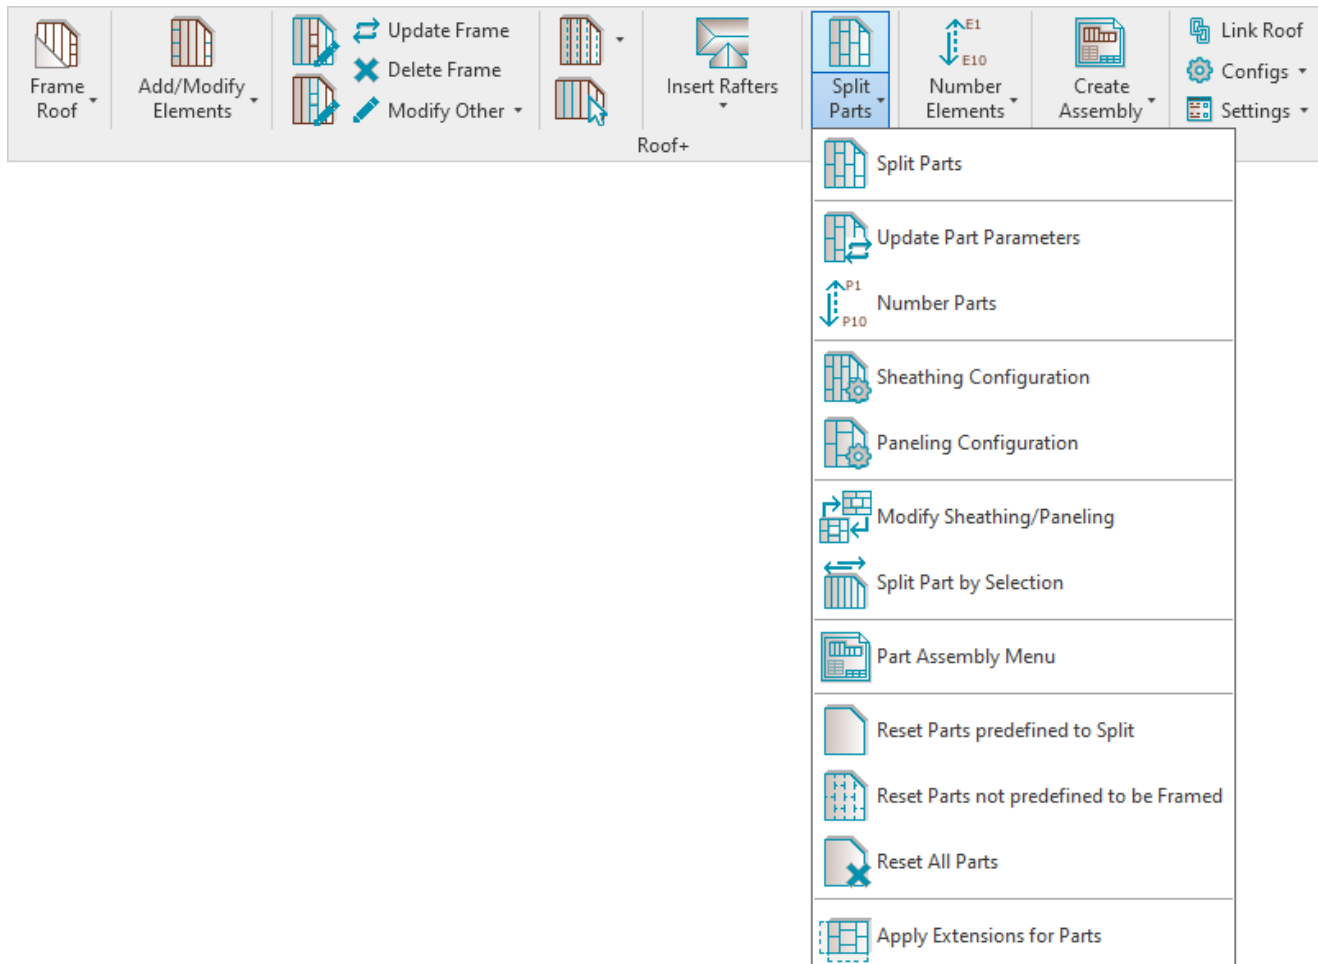 Frame
Roof
Add/Modify
Elements
Update Frame
Delete Frame
Modify Other
Insert Rafters
Split
Parts
E1
E10
Number
Elements
Create
Assembly
Link Roof
Configs
Settings
Roof+
Split Parts
Update Part Parameters
P1
Number Parts
P10
Sheathing Configuration
Paneling Configuration
Modify Sheathing/Paneling
Split Part by Selection
Part Assembly Menu
Reset Parts predefined to Split
Reset Parts not predefined to be Framed
Reset All Parts
Apply Extensions for Parts